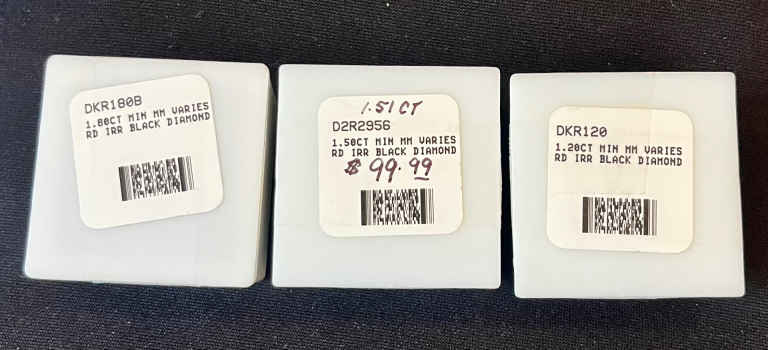 DKR180B
1.80CT MIN MM VARIES
RD IRR BLACK DIAMOND
1.51 CT
D2R2956
1.50CT MIN MM VARIES
RD IRR BLACK DIAMOND
$ 99.99
DKR120
1.20CT MIN MM VARIES
RD IRR BLACK DIAMOND